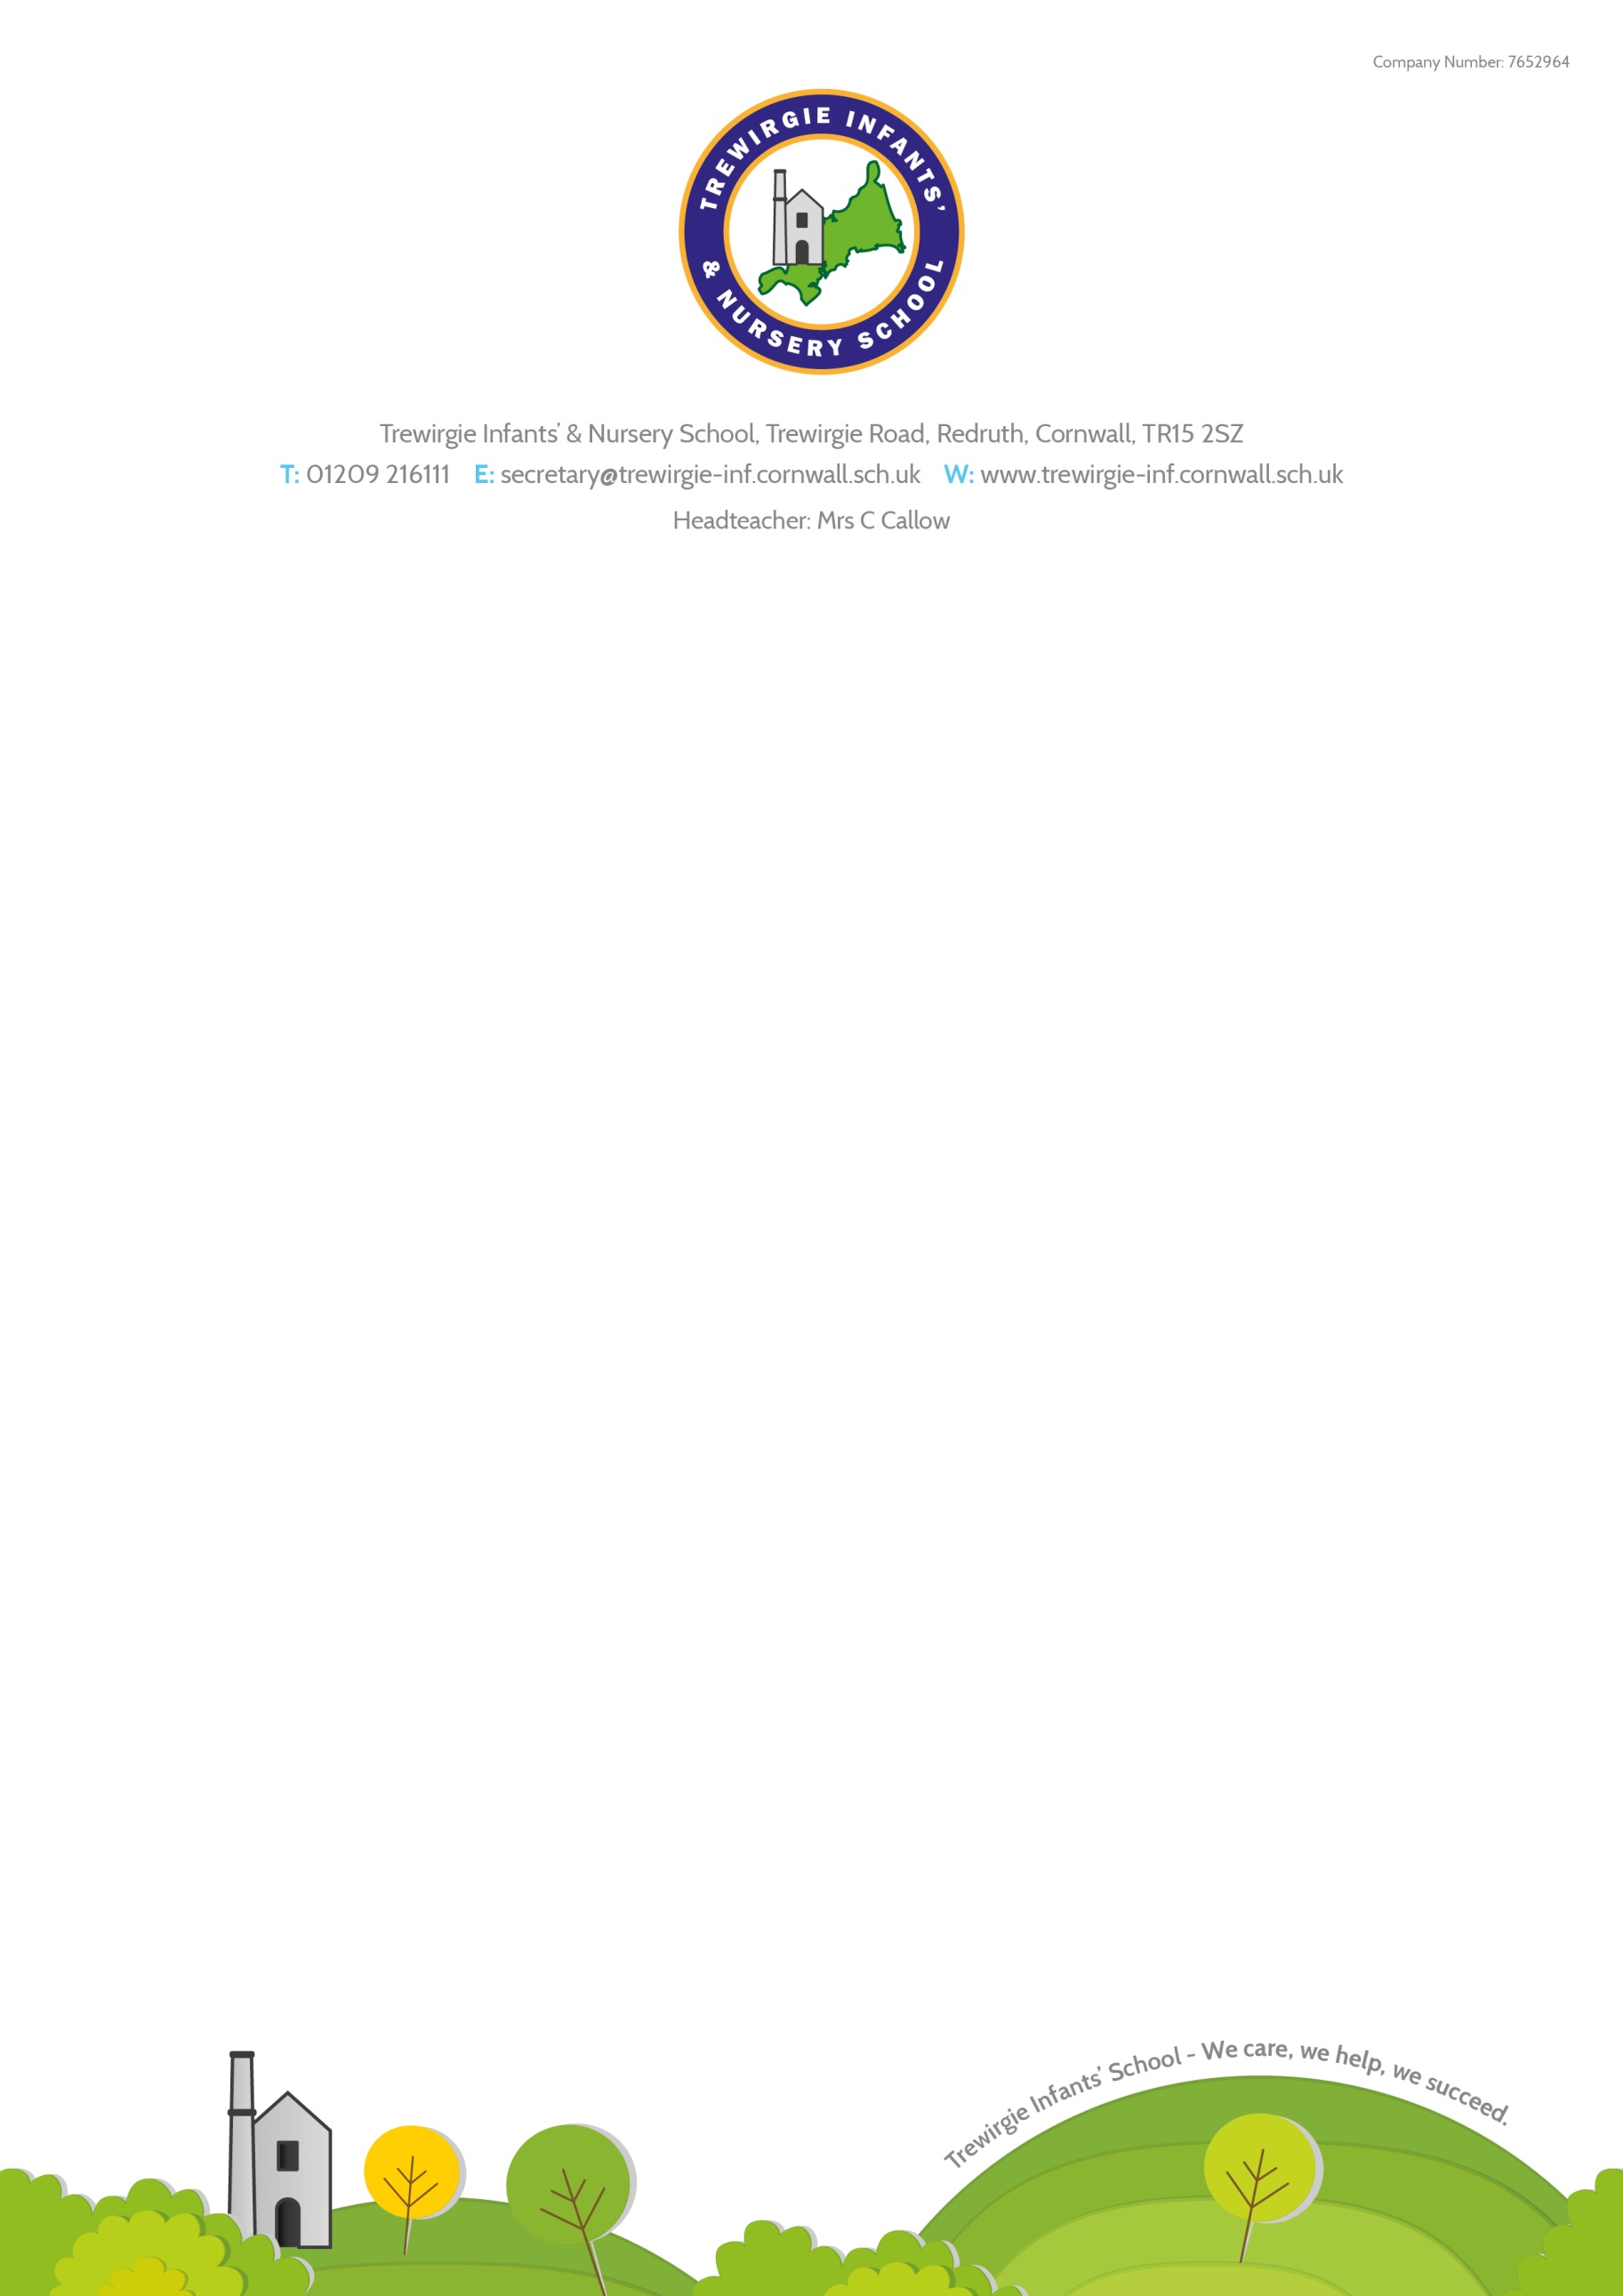 Company Number: 7652964
TREWIRGIE INFANTS’
& NURSERY SCHOOL
Trewirgie Infants’ & Nursery School, Trewirgie Road, Redruth, Cornwall, TR15 2SZ
T: 01209 216111 E: secretary@trewirgie-inf.cornwall.sch.uk W: www.trewirgie-inf.cornwall.sch.uk
Headteacher: Mrs C Callow
Trewirgie Infants’ School - We care, we help, we succeed.